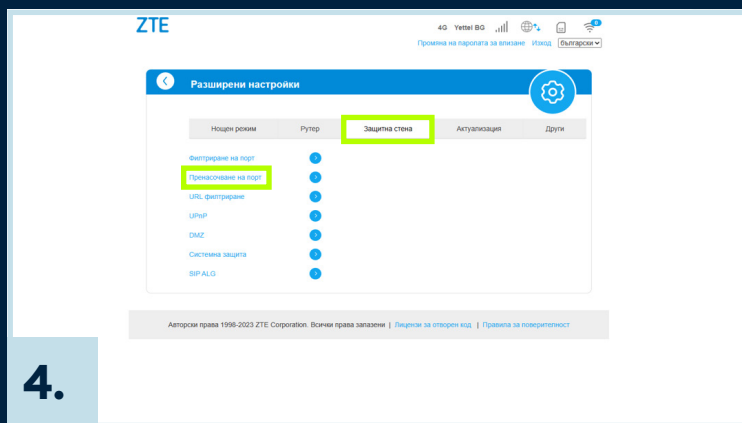 ZTE
4G Yettel BG
0
Промяна на паролата за влизане Изход български
Разширени настройки
Нощен режим Рутер Защитна стена Актуализация Други
Филтриране на порт
Пренасочване на порт
URL филтриране
UPnP
DMZ
Системна защита
SIP ALG
Авторски права 1998-2023 ZTE Corporation. Всички права запазени | Лицензи за отворен код | Правила за поверителност
4.